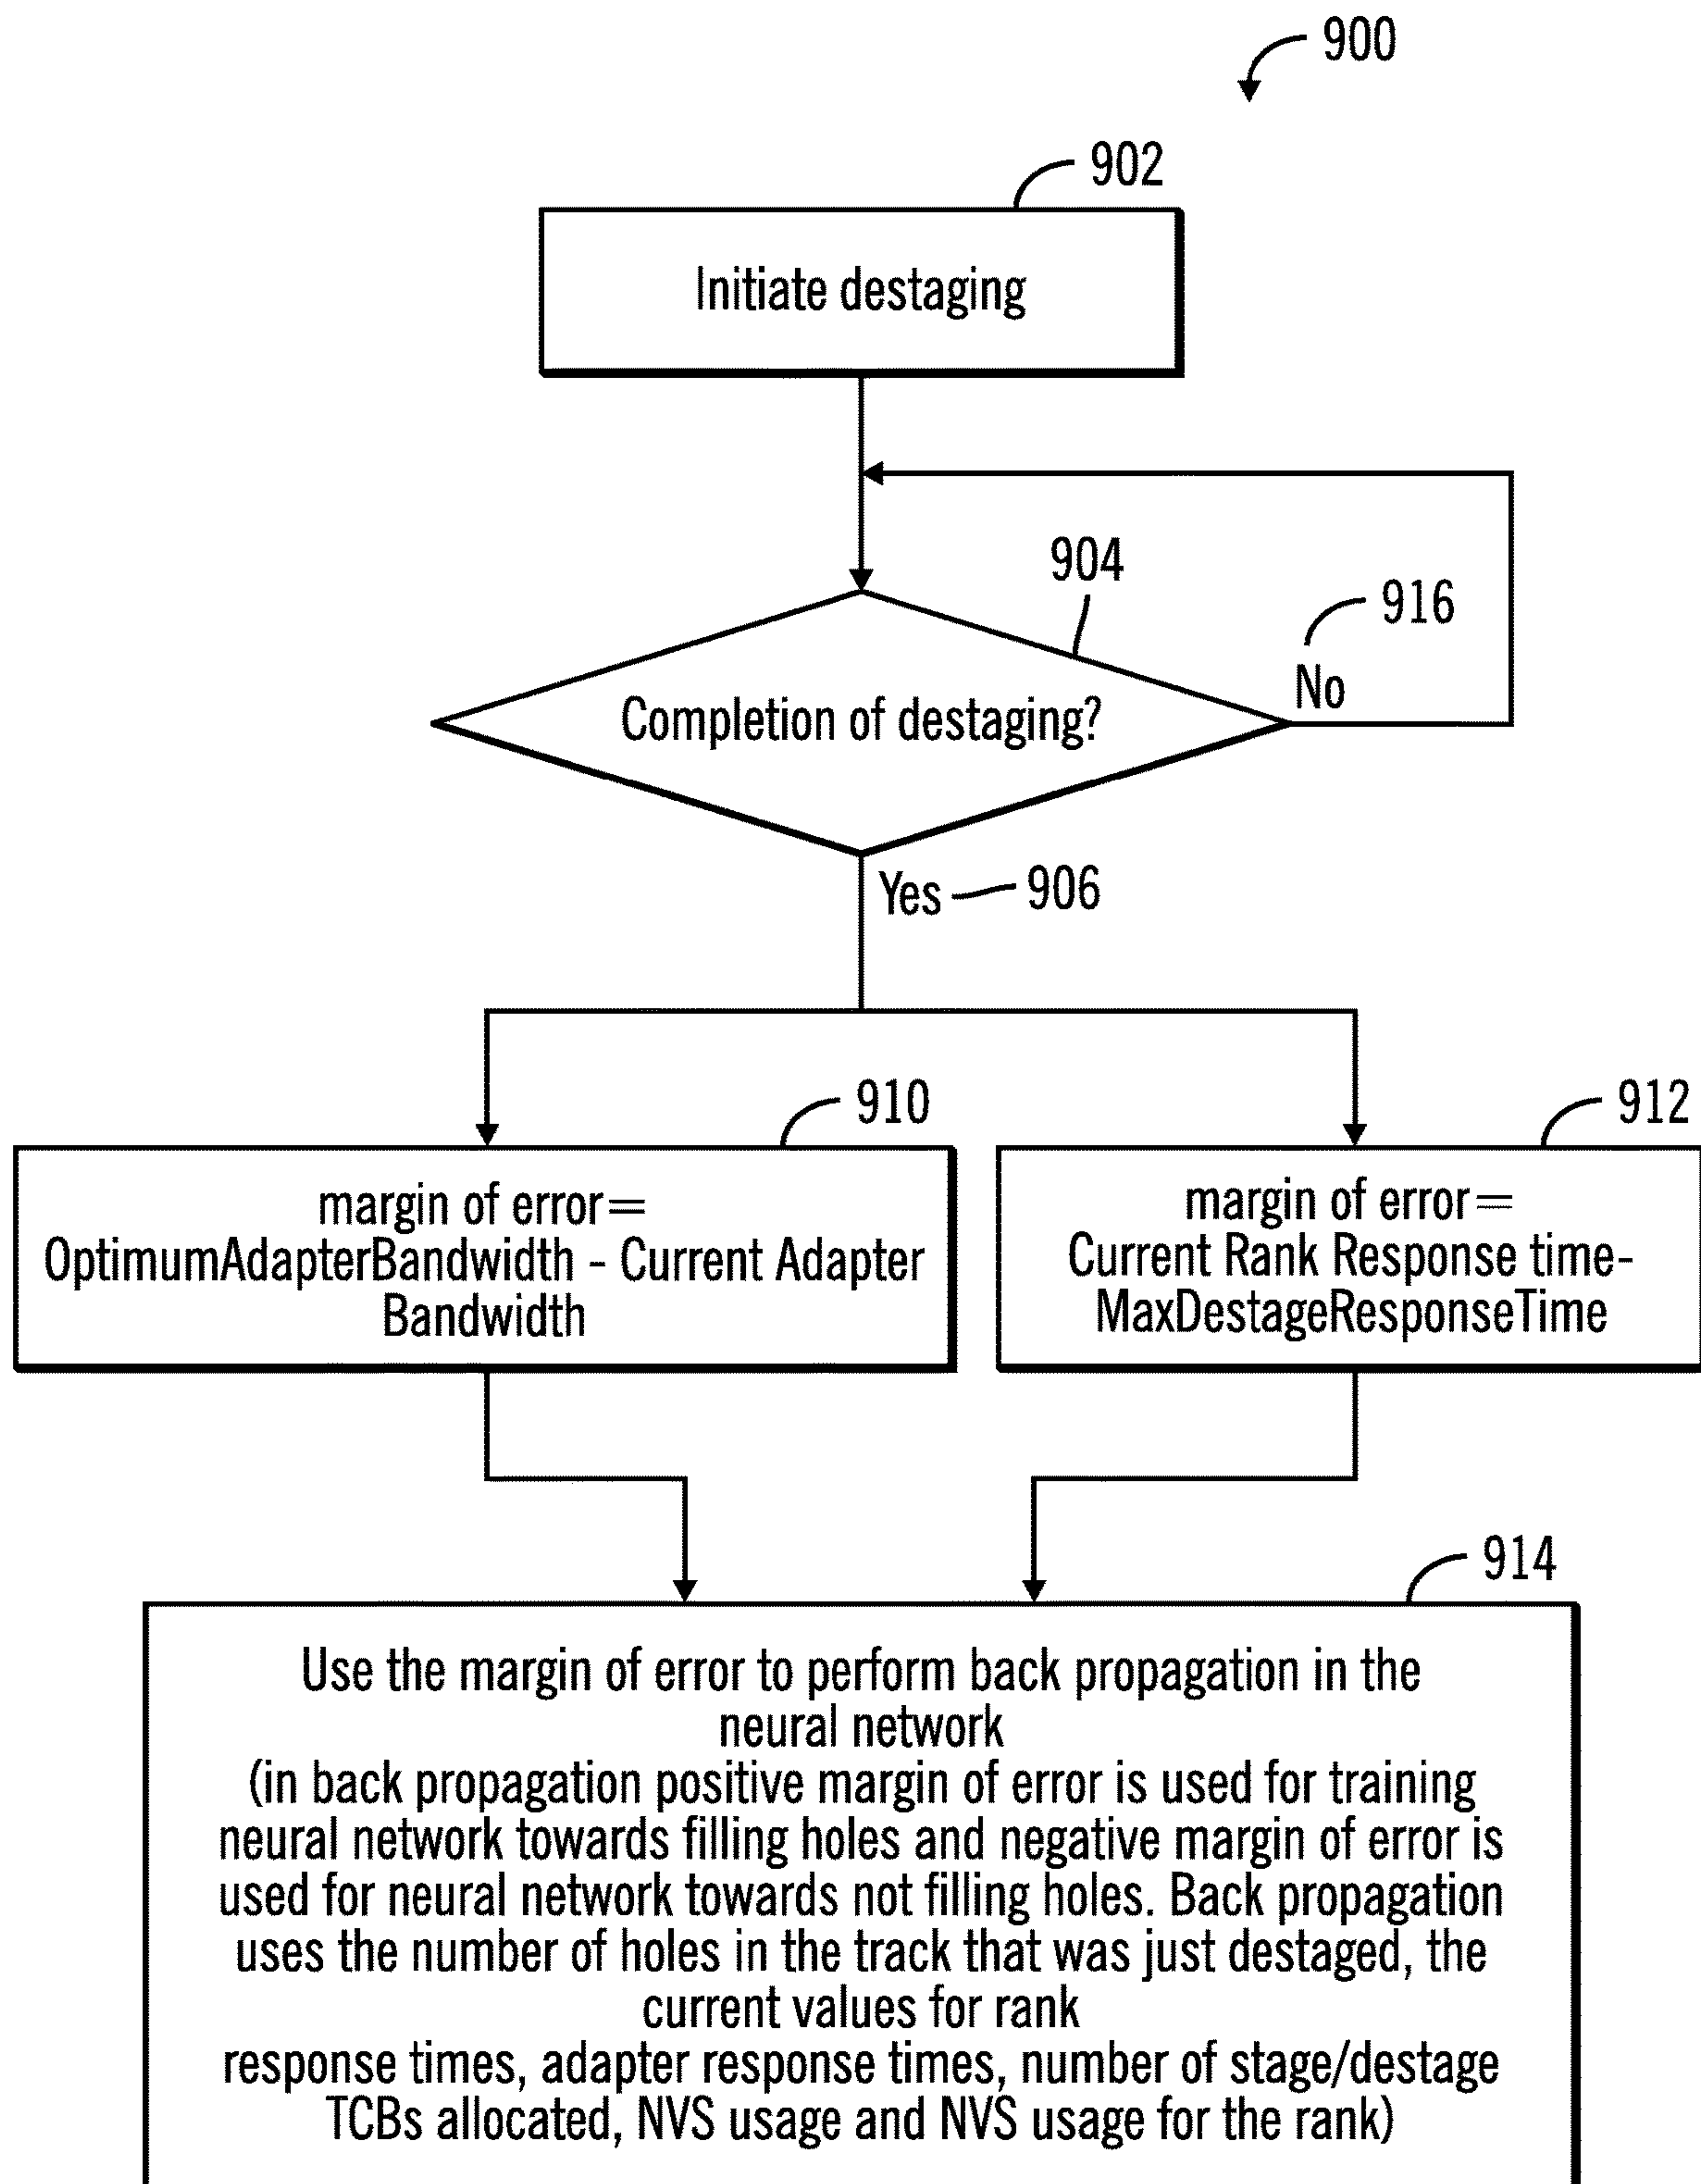 900
902
Initiate destaging
904
916
No
Completion of destaging?
Yes
906
910
912
margin of error=
OptimumAdapterBandwidth - Current Adapter
Bandwidth
margin of error=
Current Rank Response time-
MaxDestageResponseTime
914
Use the margin of error to perform back propagation in the
neural network
(in back propagation positive margin of error is used for training
neural network towards filling holes and negative margin of error is
used for neural network towards not filling holes. Back propagation
uses the number of holes in the track that was just destaged, the
current values for rank
response times, adapter response times, number of stage/destage
TCBs allocated, NVS usage and NVS usage for the rank)